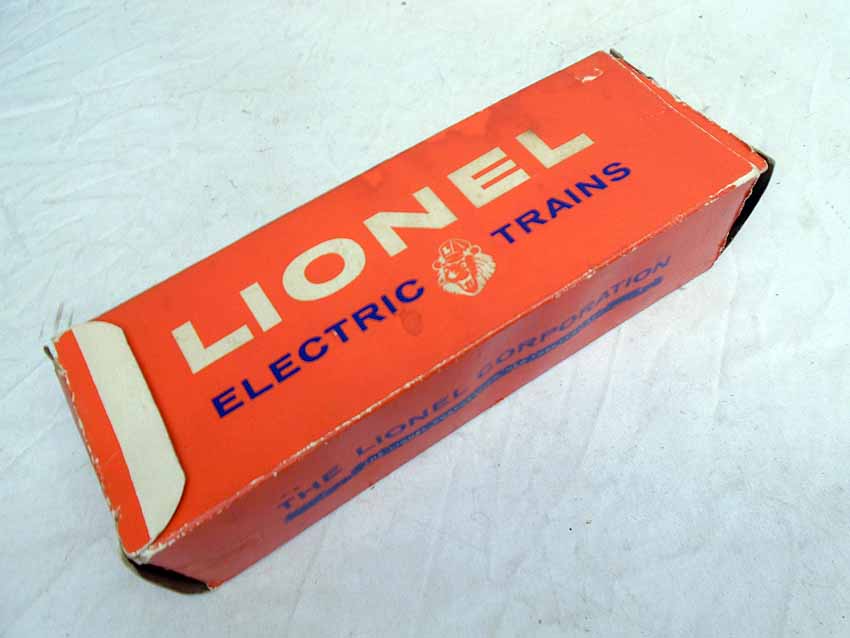 LIONEL
ELECTRIC TRAINS
THE LIONEL CORPORATION